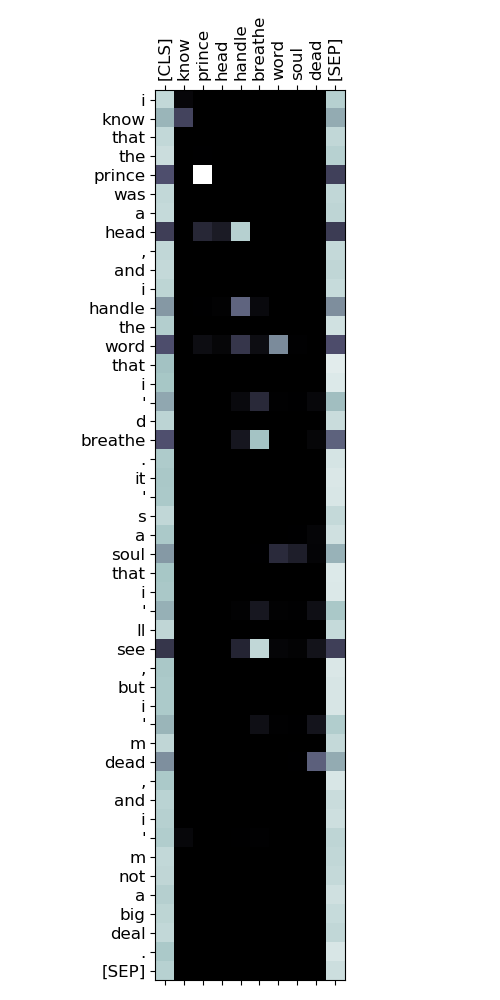 [CLS]
know
prince
head
handle
breathe
word
soul
dead
[SEP]
i
know
that
the
prince
was
a
head
,
and
i
handle
the
word
that
i
'
d
breathe
.
it
'
s
a
soul
that
i
'
ll
see
,
but
i
'
m
dead
,
and
i
'
m
not
a
big
deal
.
[SEP]